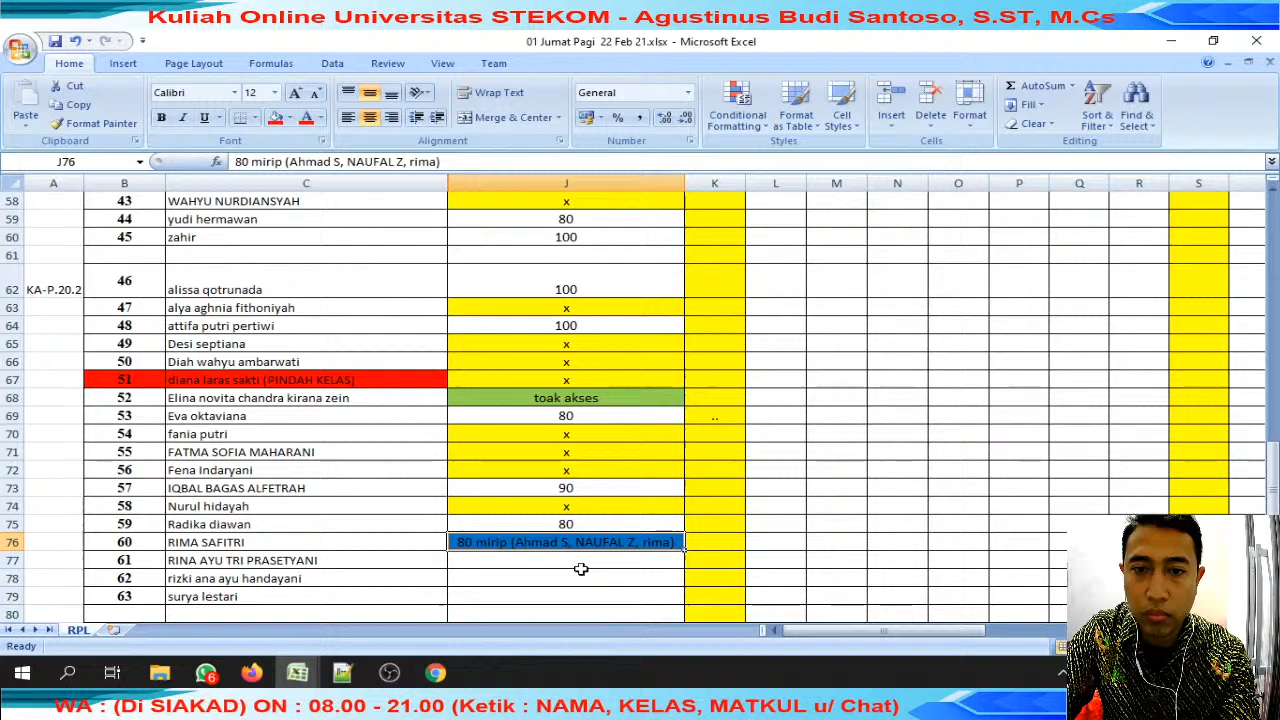 Kuliah Online Universitas STEKOM - Agustinus Budi Santoso, S.ST, M.Cs
01 Jumat Pagi 22 Feb 21.xlsx - Microsoft Excel
Home Insert Page Layout Formulas Data Review View Team
Cut
Copy
Format Painter
Paste
Clipboard
Calibri 12
B I U
Font
Wrap Text
Merge & Center
Alignment
General
Number
Conditional Formatting
Format as Table
Cell Styles
Styles
Insert Delete Format
Cells
Σ AutoSum
Fill
Clear
Sort & Filter
Find & Select
Editing
J76 fx 80 mirip (Ahmad S, NAUFAL Z, rima)
A B C J K L M N O P Q R S
58 43 WAHYU NURDIANSYAH x
59 44 yudi hermawan 80
60 45 zahir 100
61
62 KA-P.20.2 46 alissa qotrunada 100
63 47 alya aghnia fithoniyah x
64 48 attifa putri pertiwi 100
65 49 Desi septiana x
66 50 Diah wahyu ambarwati x
67 51 diana laras sakti (PINDAH KELAS) x
68 52 Elina novita chandra kirana zein toak akses
69 53 Eva oktaviana 80 ..
70 54 fania putri x
71 55 FATMA SOFIA MAHARANI x
72 56 Fena Indaryani x
73 57 IQBAL BAGAS ALFETRAH 90
74 58 Nurul hidayah x
75 59 Radika diawan 80
76 60 RIMA SAFITRI 80 mirip (Ahmad S, NAUFAL Z, rima)
77 61 RINA AYU TRI PRASETYANI
78 62 rizki ana ayu handayani
79 63 surya lestari
80
RPL
Ready
6
WA : (Di SIAKAD) ON : 08.00 - 21.00 (Ketik : NAMA, KELAS, MATKUL u/ Chat)